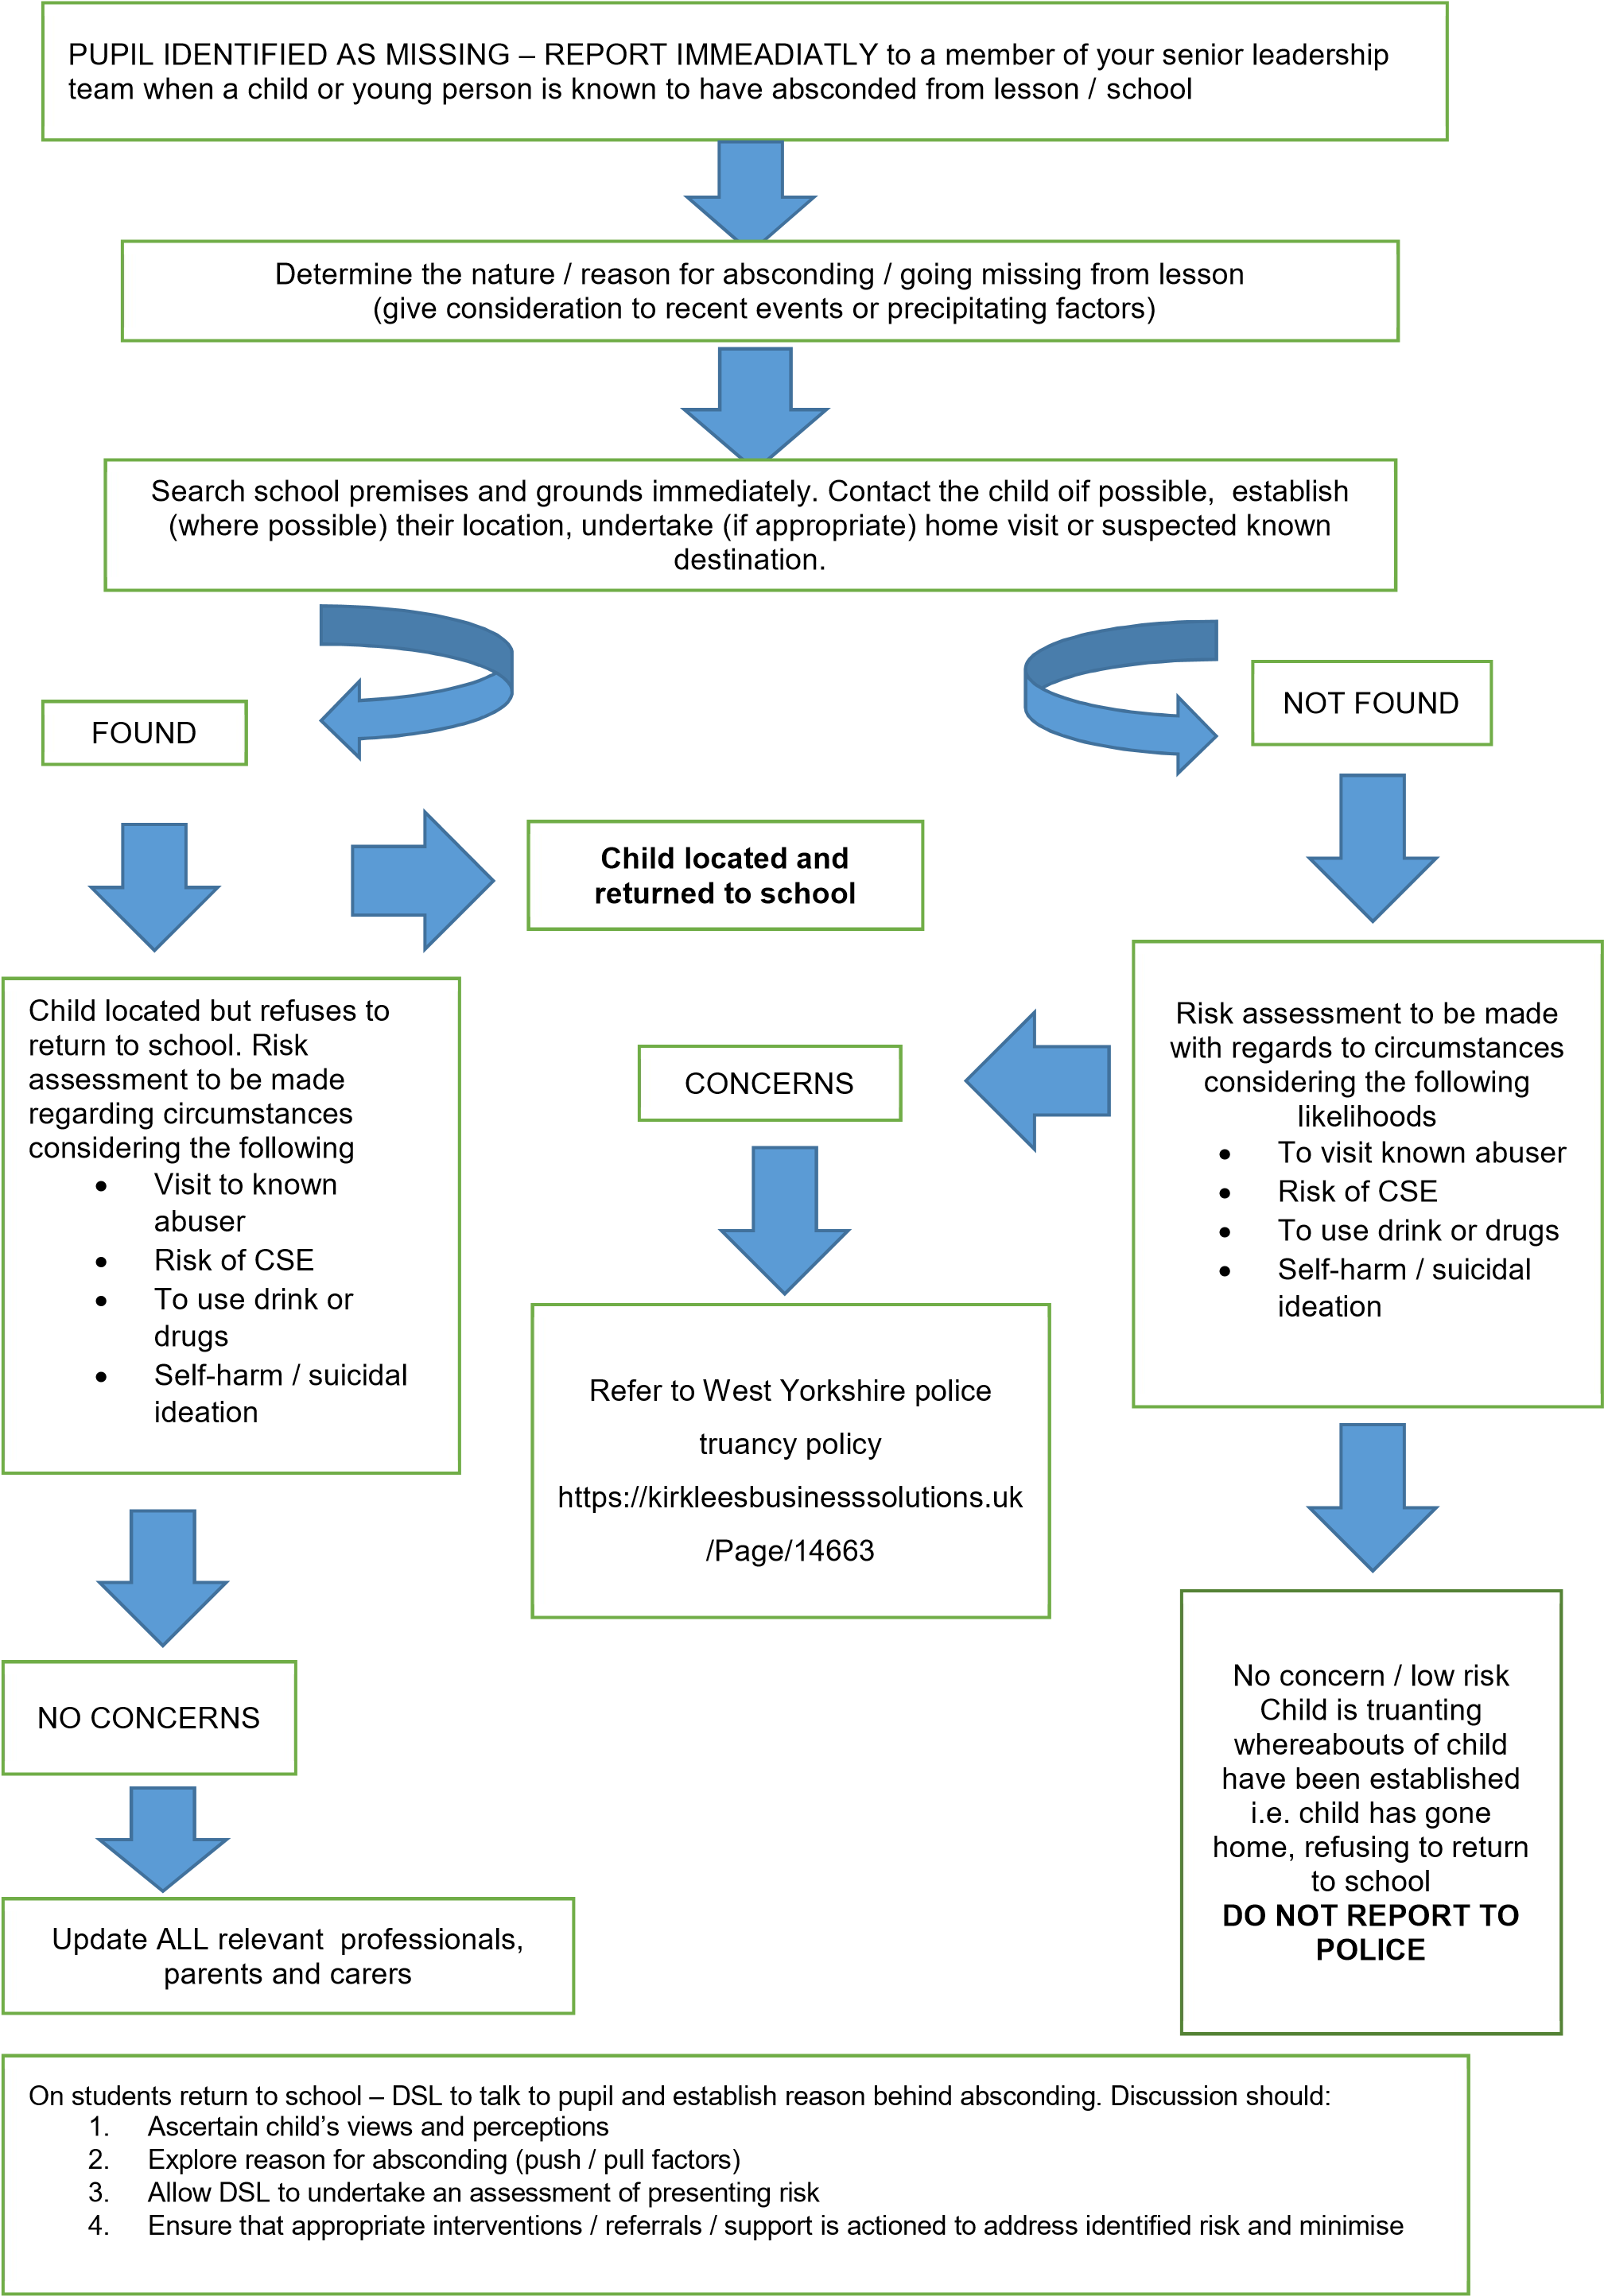 PUPIL IDENTIFIED AS MISSING – REPORT IMMEADIATLY to a member of your senior leadership
team when a child or young person is known to have absconded from lesson / school
Determine the nature / reason for absconding / going missing from lesson
(give consideration to recent events or precipitating factors)
Search school premises and grounds immediately. Contact the child oif possible, establish
(where possible) their location, undertake (if appropriate) home visit or suspected known
destination.
FOUND
NOT FOUND
Child located and
returned to school
Child located but refuses to
return to school. Risk
assessment to be made
regarding circumstances
considering the following
• Visit to known
abuser
• Risk of CSE
• To use drink or
drugs
• Self-harm / suicidal
ideation
CONCERNS
Risk assessment to be made
with regards to circumstances
considering the following
likelihoods
• To visit known abuser
• Risk of CSE
• To use drink or drugs
• Self-harm / suicidal
ideation
Refer to West Yorkshire police
truancy policy
https://kirkleesbusinesssolutions.uk
/Page/14663
NO CONCERNS
No concern / low risk
Child is truanting
whereabouts of child
have been established
i.e. child has gone
home, refusing to return
to school
DO NOT REPORT TO
POLICE
Update ALL relevant professionals,
parents and carers
On students return to school – DSL to talk to pupil and establish reason behind absconding. Discussion should:
1. Ascertain child’s views and perceptions
2. Explore reason for absconding (push / pull factors)
3. Allow DSL to undertake an assessment of presenting risk
4. Ensure that appropriate interventions / referrals / support is actioned to address identified risk and minimise